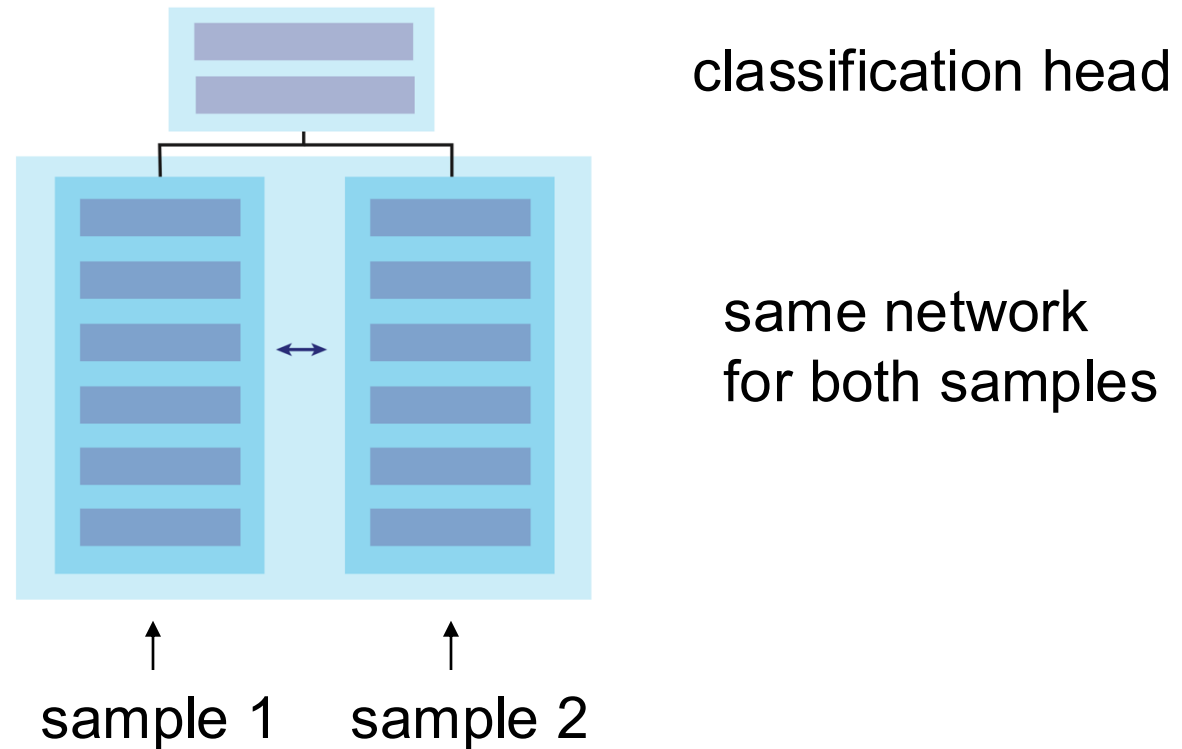 classification head
same network
for both samples
sample 1
sample 2